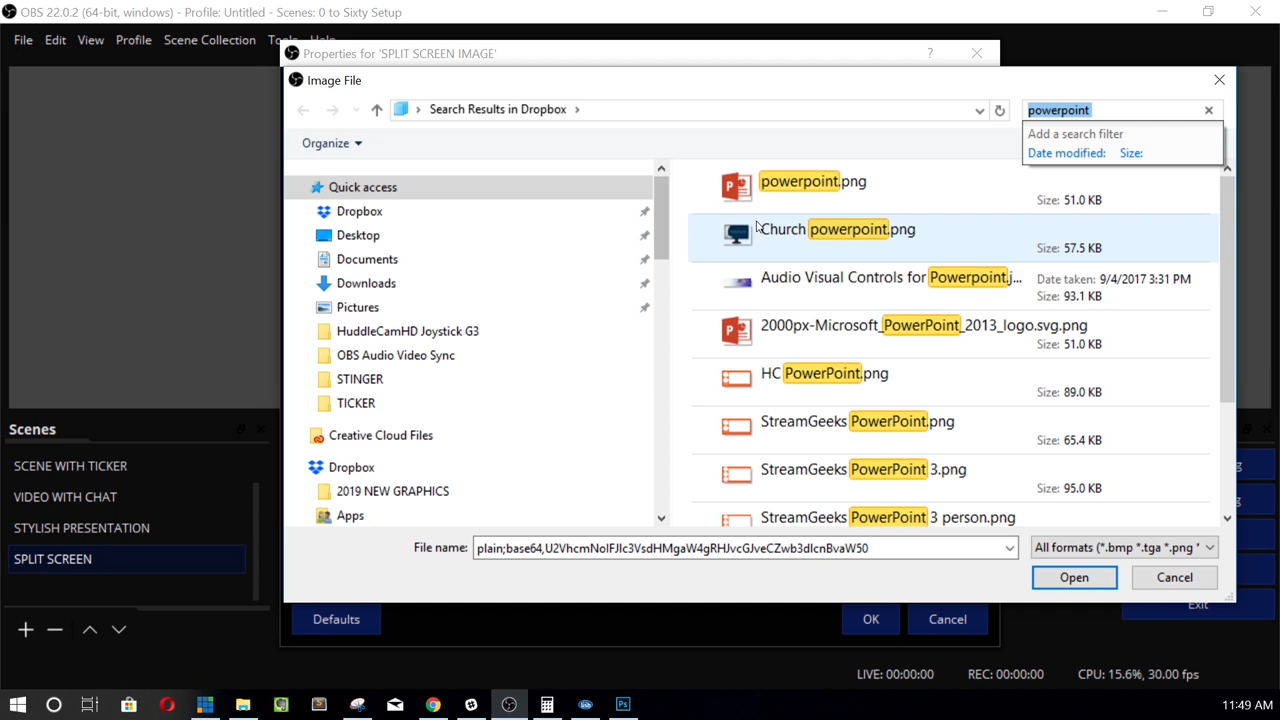 OBS 22.0.2 (64-bit, windows) - Profile: Untitled - Scenes: 0 to Sixty Setup
File Edit View Profile Scene Collection Tools Help
Properties for 'SPLIT SCREEN IMAGE'
Image File
Search Results in Dropbox
powerpoint
Add a search filter
Date modified: Size:
Organize
Quick access
Dropbox
Desktop
Documents
Downloads
Pictures
HuddleCamHD Joystick G3
OBS Audio Video Sync
STINGER
TICKER
Creative Cloud Files
Dropbox
2019 NEW GRAPHICS
Apps
powerpoint.png
Size: 51.0 KB
Church powerpoint.png
Size: 57.5 KB
Audio Visual Controls for Powerpoint.j...
Date taken: 9/4/2017 3:31 PM
Size: 93.1 KB
2000px-Microsoft_PowerPoint_2013_logo.svg.png
Size: 51.0 KB
HC PowerPoint.png
Size: 89.0 KB
StreamGeeks PowerPoint.png
Size: 65.4 KB
StreamGeeks PowerPoint 3.png
Size: 95.0 KB
StreamGeeks PowerPoint 3 person.png
File name: plain;base64,U2VhcmNoIFJlc3VsdHMgaW4gRHJvcGJveCZwb3dlcnBvaW50
All formats (*.bmp *.tga *.png *
Open
Cancel
Scenes
SCENE WITH TICKER
VIDEO WITH CHAT
STYLISH PRESENTATION
SPLIT SCREEN
Defaults
OK
Cancel
Exit
LIVE: 00:00:00 REC: 00:00:00 CPU: 15.6%, 30.00 fps
11:49 AM